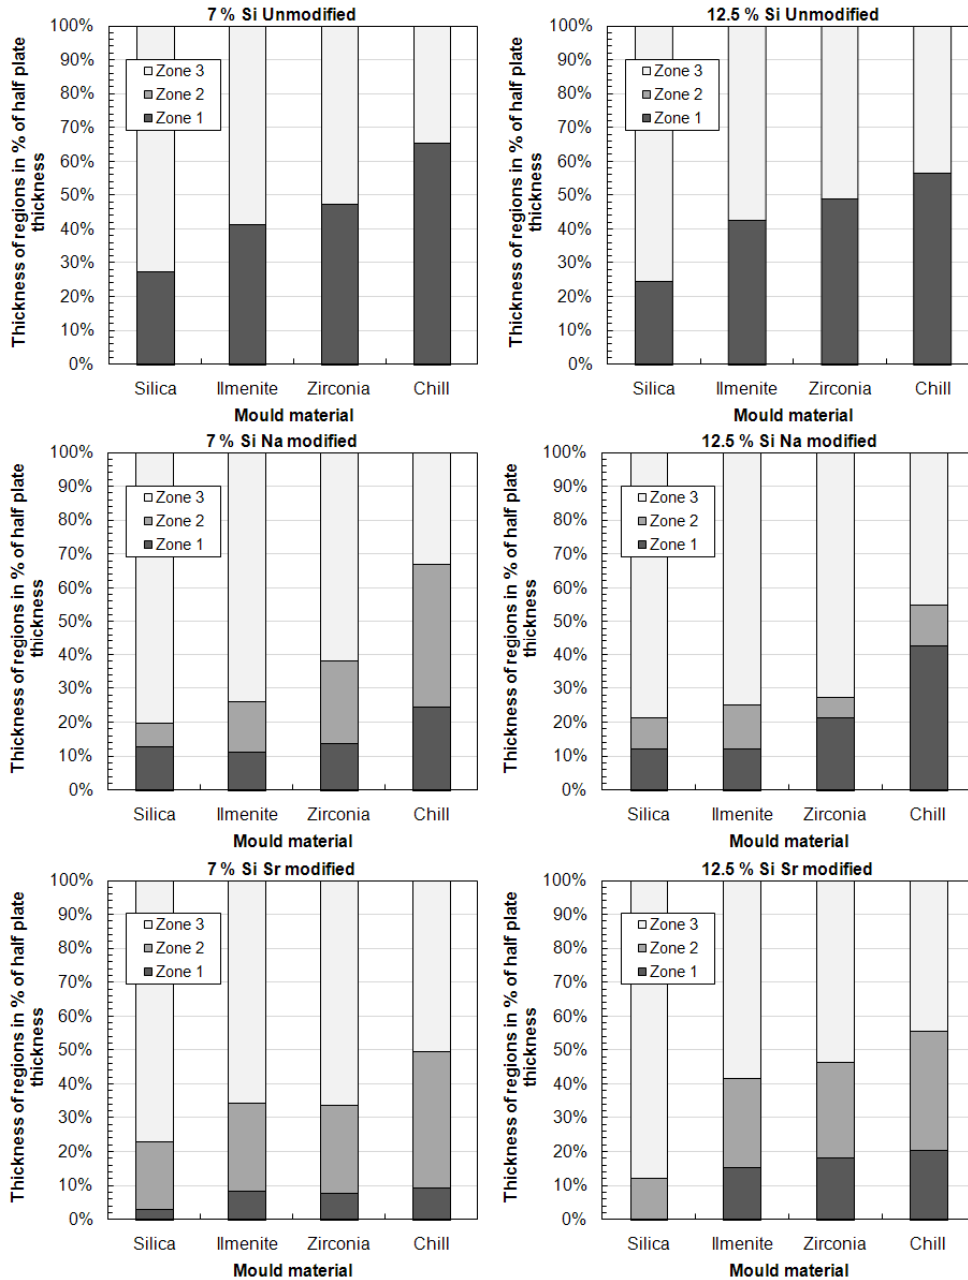 7 % Si Unmodified
Thickness of regions in % of half plate
thickness
100%
90%
80%
70%
60%
50%
40%
30%
20%
10%
0%
Zone 3
Zone 2
Zone 1
Silica Ilmenite Zirconia Chill
Mould material
12.5 % Si Unmodified
Thickness of regions in % of half plate
thickness
100%
90%
80%
70%
60%
50%
40%
30%
20%
10%
0%
Zone 3
Zone 2
Zone 1
Silica Ilmenite Zirconia Chill
Mould material
7 % Si Na modified
Thickness of regions in % of half plate
thickness
100%
90%
80%
70%
60%
50%
40%
30%
20%
10%
0%
Zone 3
Zone 2
Zone 1
Silica Ilmenite Zirconia Chill
Mould material
12.5 % Si Na modified
Thickness of regions in % of half plate
thickness
100%
90%
80%
70%
60%
50%
40%
30%
20%
10%
0%
Zone 3
Zone 2
Zone 1
Silica Ilmenite Zirconia Chill
Mould material
7 % Si Sr modified
Thickness of regions in % of half plate
thickness
100%
90%
80%
70%
60%
50%
40%
30%
20%
10%
0%
Zone 3
Zone 2
Zone 1
Silica Ilmenite Zirconia Chill
Mould material
12.5 % Si Sr modified
Thickness of regions in % of half plate
thickness
100%
90%
80%
70%
60%
50%
40%
30%
20%
10%
0%
Zone 3
Zone 2
Zone 1
Silica Ilmenite Zirconia Chill
Mould material